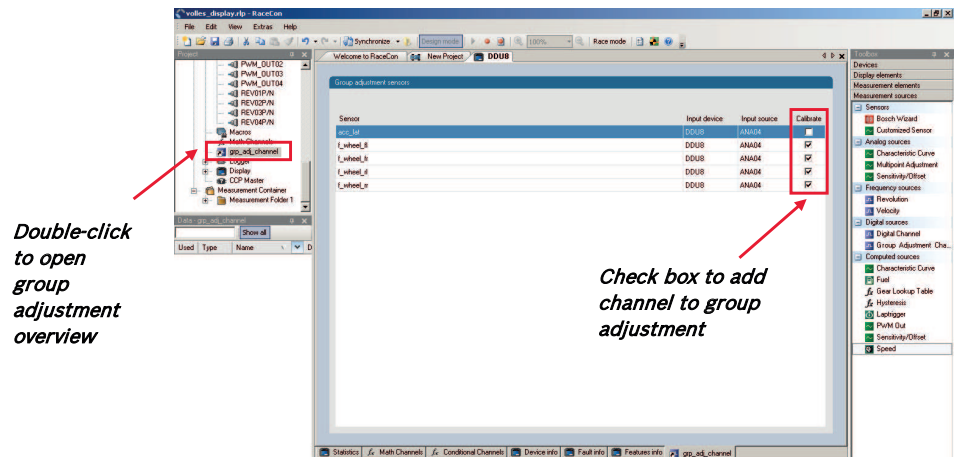 volles_display.rlp - RaceCon
File Edit View Extras Help
Synchronize Design mode 100% Race mode
Project
PWM_OUT02
PWM_OUT03
PWM_OUT04
REV01P/N
REV02P/N
REV03P/N
REV04P/N
Macros
Math Channels
grp_adj_channel
Logger
Display
CCP Master
Measurement Container
Measurement Folder 1
Data - grp_adj_channel
Show all
Used Type Name D
Welcome to RaceCon New Project DDU8
Group adjustment sensors
Sensor Input device Input source Calibrate
acc_lat DDU8 ANA04
f_wheel_fl DDU8 ANA04
f_wheel_fr DDU8 ANA04
f_wheel_rl DDU8 ANA04
f_wheel_rr DDU8 ANA04
Statistics Math Channels Conditional Channels Device info Fault info Features info grp_adj_channel
Toolbox
Devices
Display elements
Measurement elements
Measurement sources
Sensors
Bosch Wizard
Customized Sensor
Analog sources
Characteristic Curve
Multipoint Adjustment
Sensitivity/Offset
Frequency sources
Revolution
Velocity
Digital sources
Digital Channel
Group Adjustment Cha...
Computed sources
Characteristic Curve
Fuel
Gear Lookup Table
Hysteresis
Laptrigger
PWM Out
Sensitivity/Offset
Speed
Double-click
to open
group
adjustment
overview
Check box to add
channel to group
adjustment